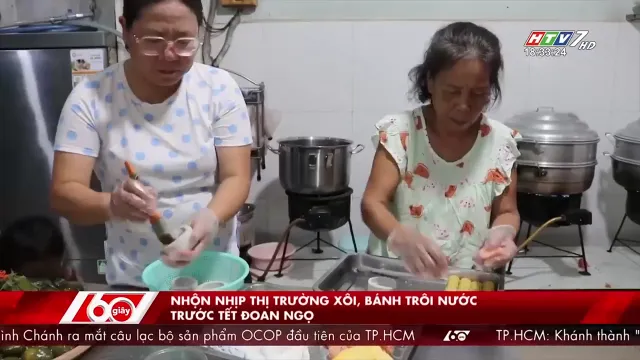 HTV7 HD
18:33:24
60 giây
NHỘN NHỊP THỊ TRƯỜNG XÔI, BÁNH TRÔI NƯỚC
TRƯỚC TẾT ĐOAN NGỌ
ình Chánh ra mắt câu lạc bộ sản phẩm OCOP đầu tiên của TP.HCM 60 TP.HCM: Khánh thành "